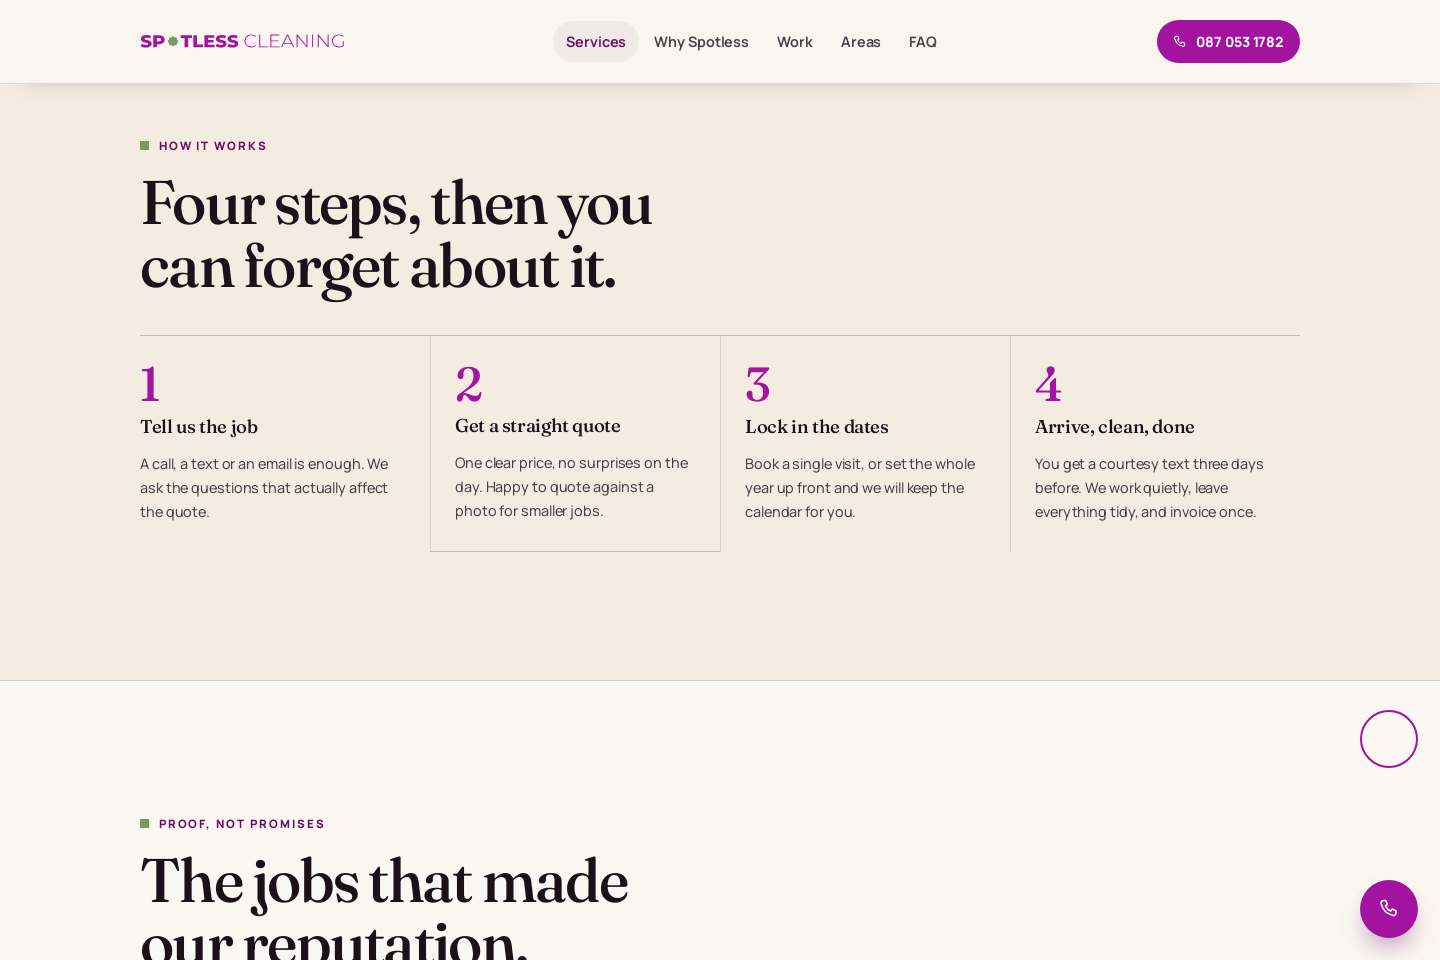 SPOTLESS CLEANING
Services Why Spotless Work Areas FAQ
087 053 1782
HOW IT WORKS
Four steps, then you
can forget about it.
1
Tell us the job
A call, a text or an email is enough. We
ask the questions that actually affect
the quote.
2
Get a straight quote
One clear price, no surprises on the
day. Happy to quote against a
photo for smaller jobs.
3
Lock in the dates
Book a single visit, or set the whole
year up front and we will keep the
calendar for you.
4
Arrive, clean, done
You get a courtesy text three days
before. We work quietly, leave
everything tidy, and invoice once.
PROOF, NOT PROMISES
The jobs that made
our reputation.